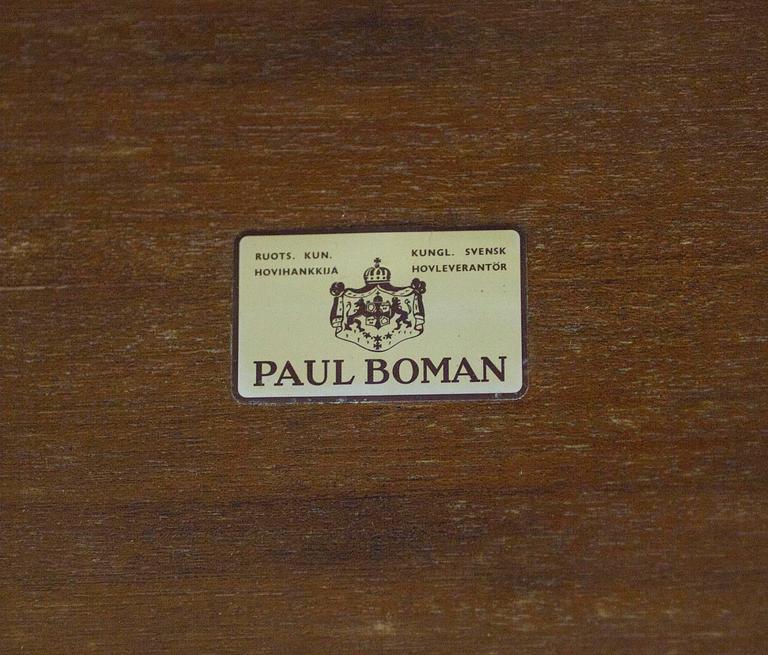 RUOTS. KUN.
HOVIHANKKIJA
KUNGL. SVENSK
HOVLEVERANTÖR
PAUL BOMAN